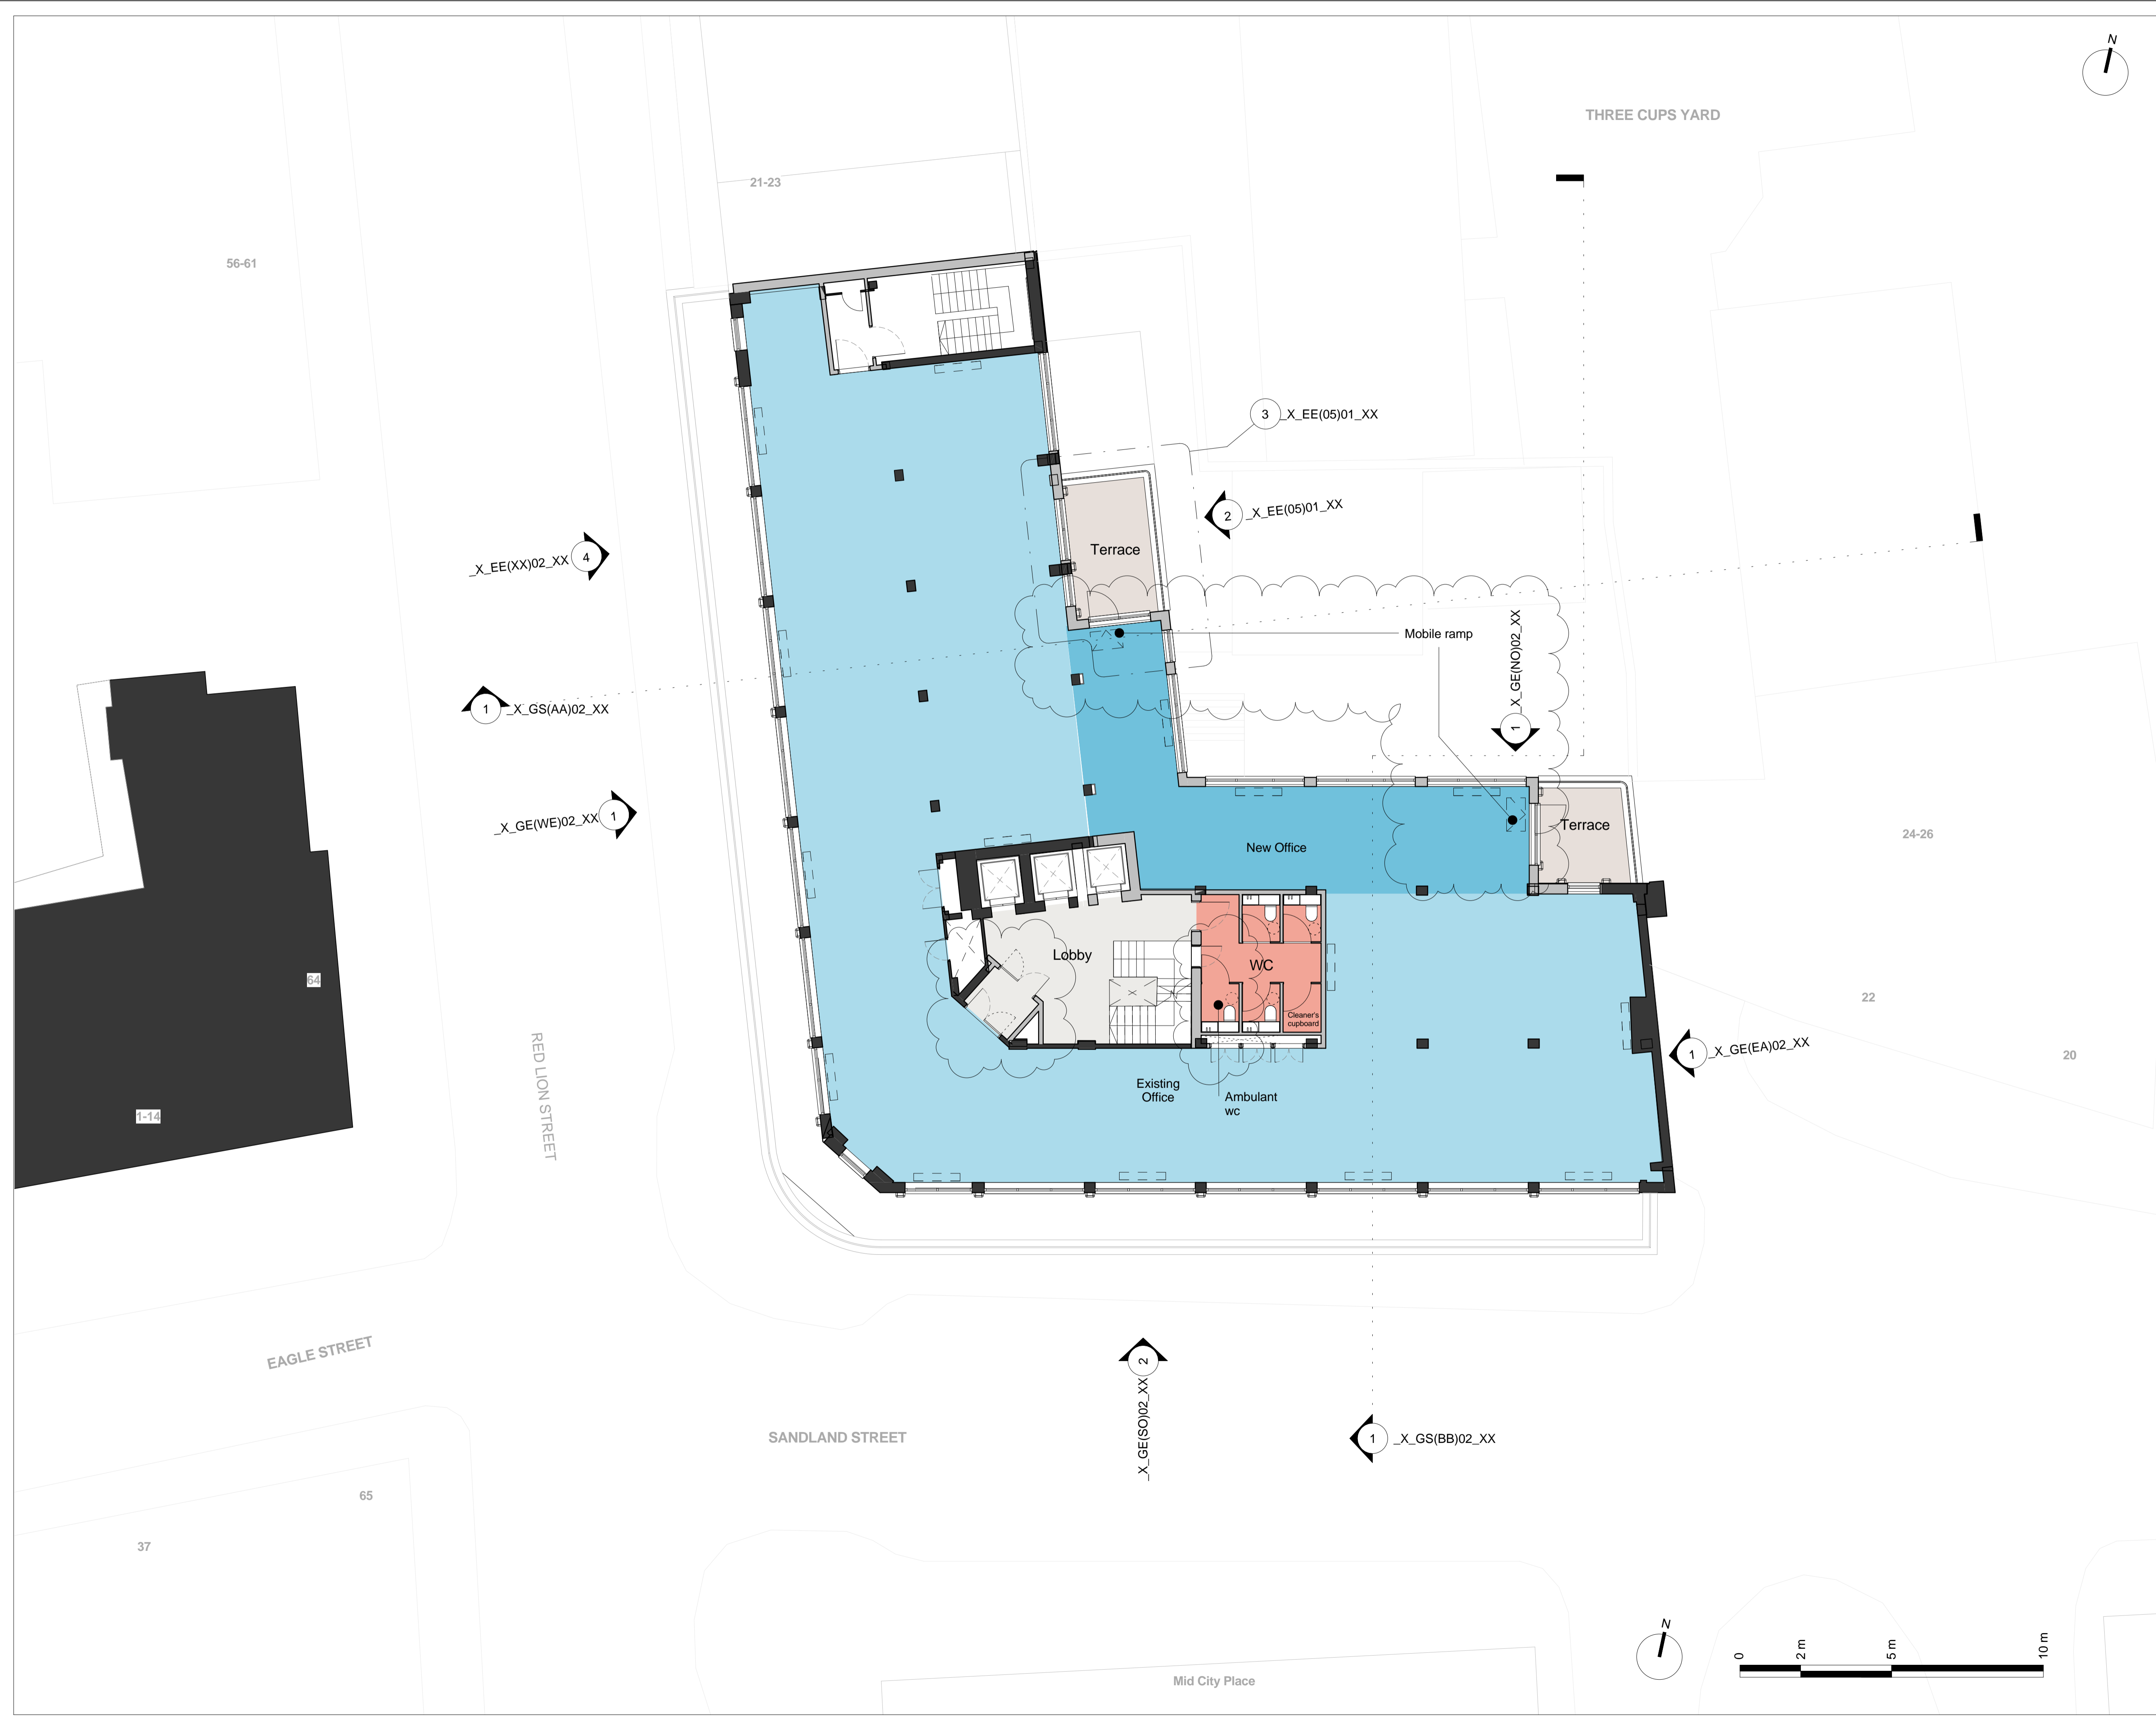 N
THREE CUPS YARD
21-23
56-61
3 _X_EE(05)01_XX
2 _X_EE(05)01_XX
_X_EE(XX)02_XX 4
Terrace
Mobile ramp
1 _X_GE(NO)02_XX
1 _X_GS(AA)02_XX
_X_GE(WE)02_XX 1
Terrace
24-26
New Office
Lobby
WC
64
22
Cleaner's
cupboard
1 _X_GE(EA)02_XX
20
RED LION STREET
Existing
Office
Ambulant
wc
1-14
EAGLE STREET
2 _X_GE(SO)02_XX
SANDLAND STREET
1 _X_GS(BB)02_XX
65
37
N
0
2 m
5 m
10 m
Mid City Place